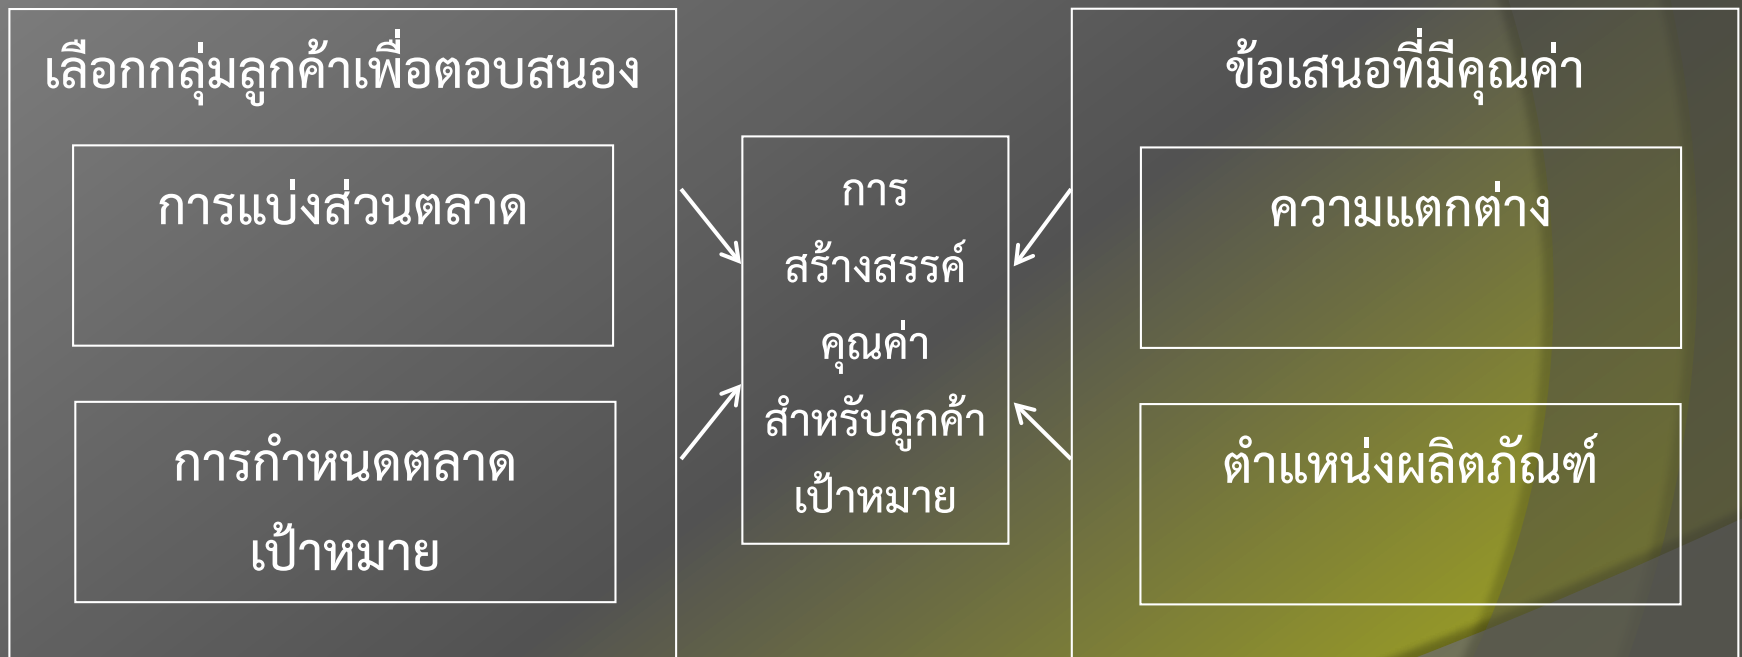 เลือกกลุ่มลูกค้าเพื่อตอบสนอง
การแบ่งส่วนตลาด
การกำหนดตลาด
เป้าหมาย
การ
สร้างสรรค์
คุณค่า
สำหรับลูกค้า
เป้าหมาย
ข้อเสนอที่มีคุณค่า
ความแตกต่าง
ตำแหน่งผลิตภัณฑ์